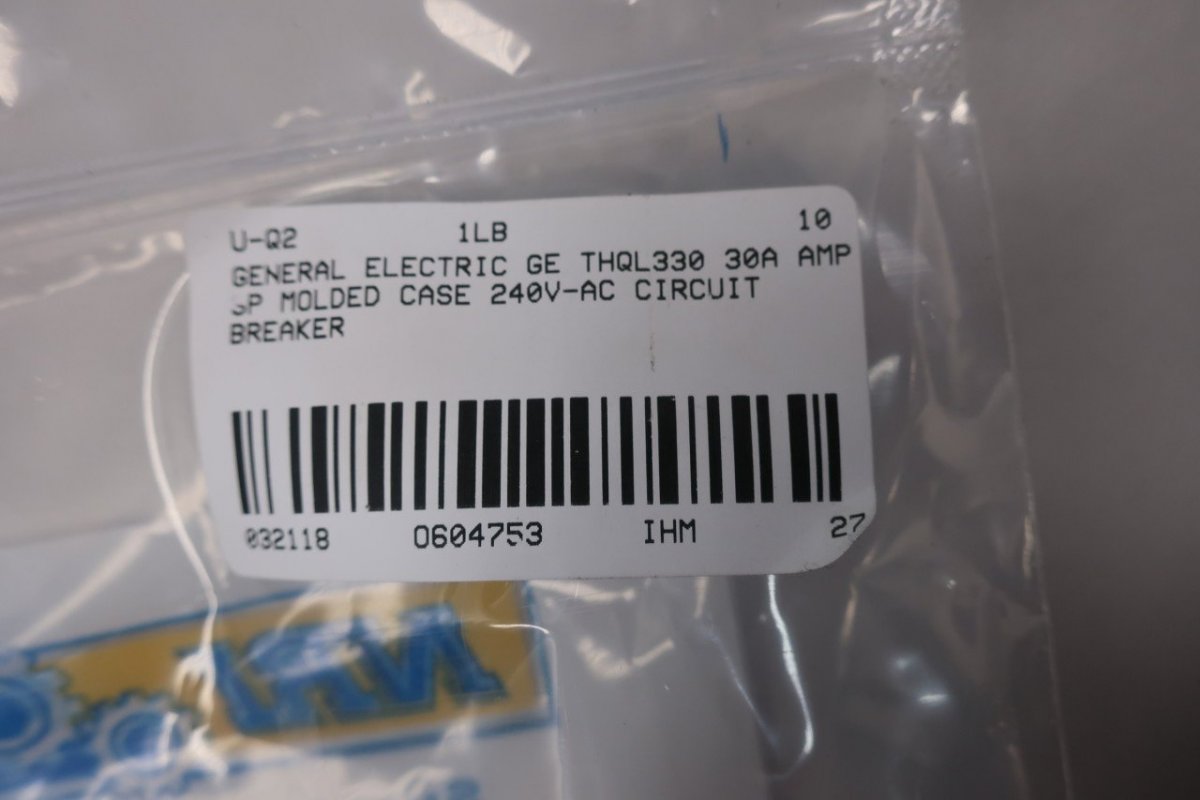 U-Q2 1LB 10
GENERAL ELECTRIC GE THQL330 30A AMP
MOLDED CASE 240V-AC CIRCUIT
BREAKER
032118 0604753 IHM 27
NRI